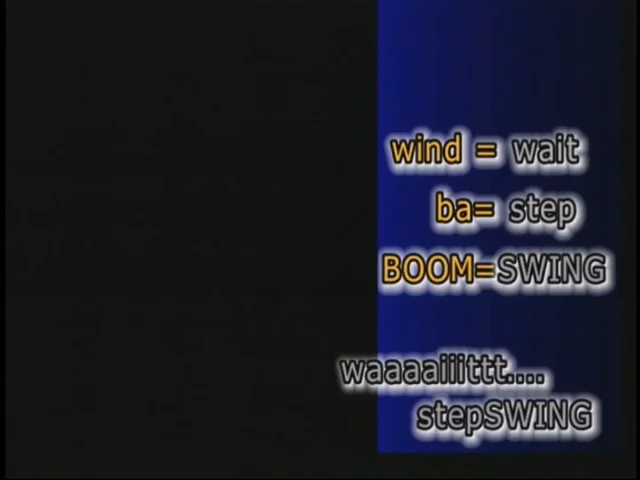 wind = wait
ba= step
BOOM=SWING
waaaaiiittt....
stepSWING